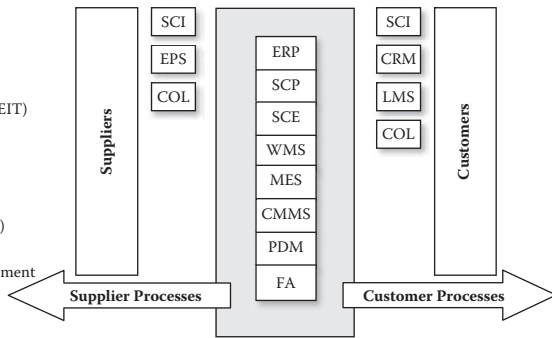 EIT)
)
ment
Suppliers
SCI
EPS
COL
ERP
SCP
SCE
WMS
MES
CMMS
PDM
FA
SCI
CRM
LMS
COL
Customers
Supplier Processes
Customer Processes